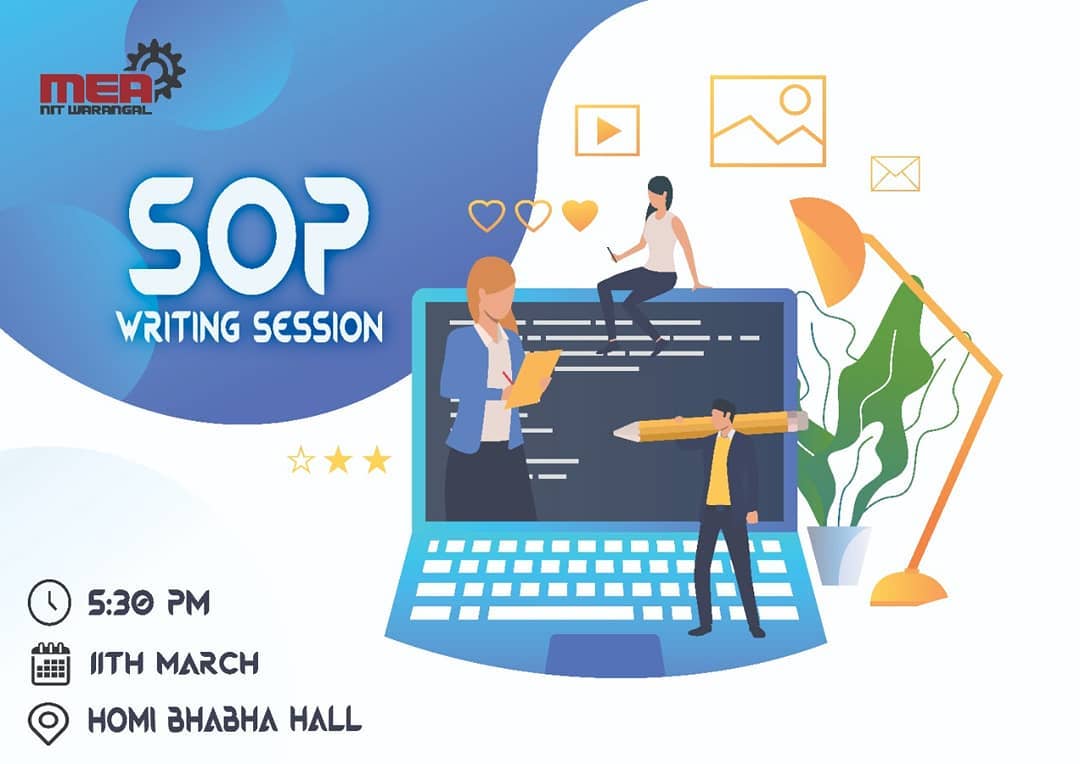 MEA
NIT WARANGAL
SOP
WRITING SESSION
5:30 PM
11TH MARCH
HOMI BHABHA HALL